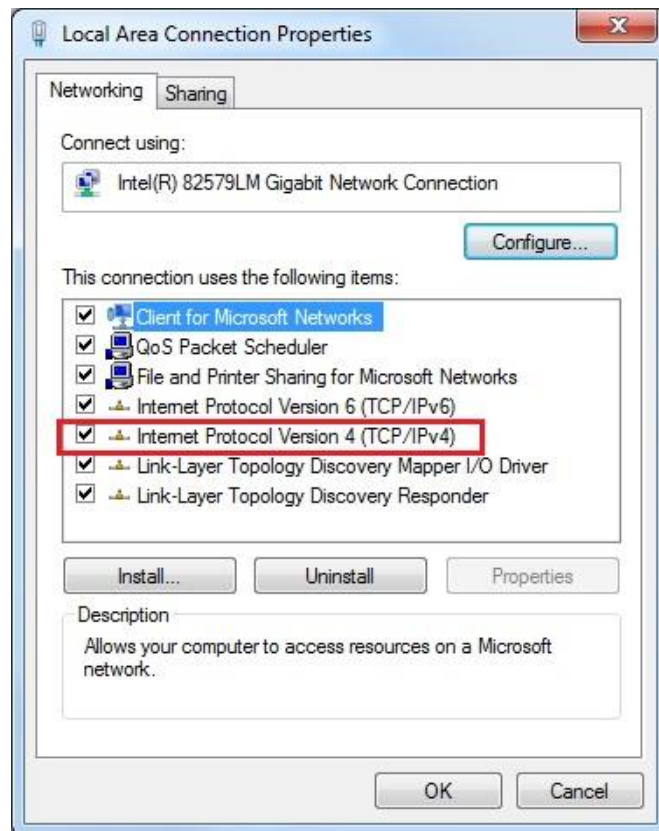 Local Area Connection Properties
Networking
Sharing
Connect using:
Intel(R) 82579LM Gigabit Network Connection
Configure...
This connection uses the following items:
Client for Microsoft Networks
QoS Packet Scheduler
File and Printer Sharing for Microsoft Networks
Internet Protocol Version 6 (TCP/IPv6)
Internet Protocol Version 4 (TCP/IPv4)
Link-Layer Topology Discovery Mapper I/O Driver
Link-Layer Topology Discovery Responder
Install...
Uninstall
Properties
Description
Allows your computer to access resources on a Microsoft
network.
OK
Cancel